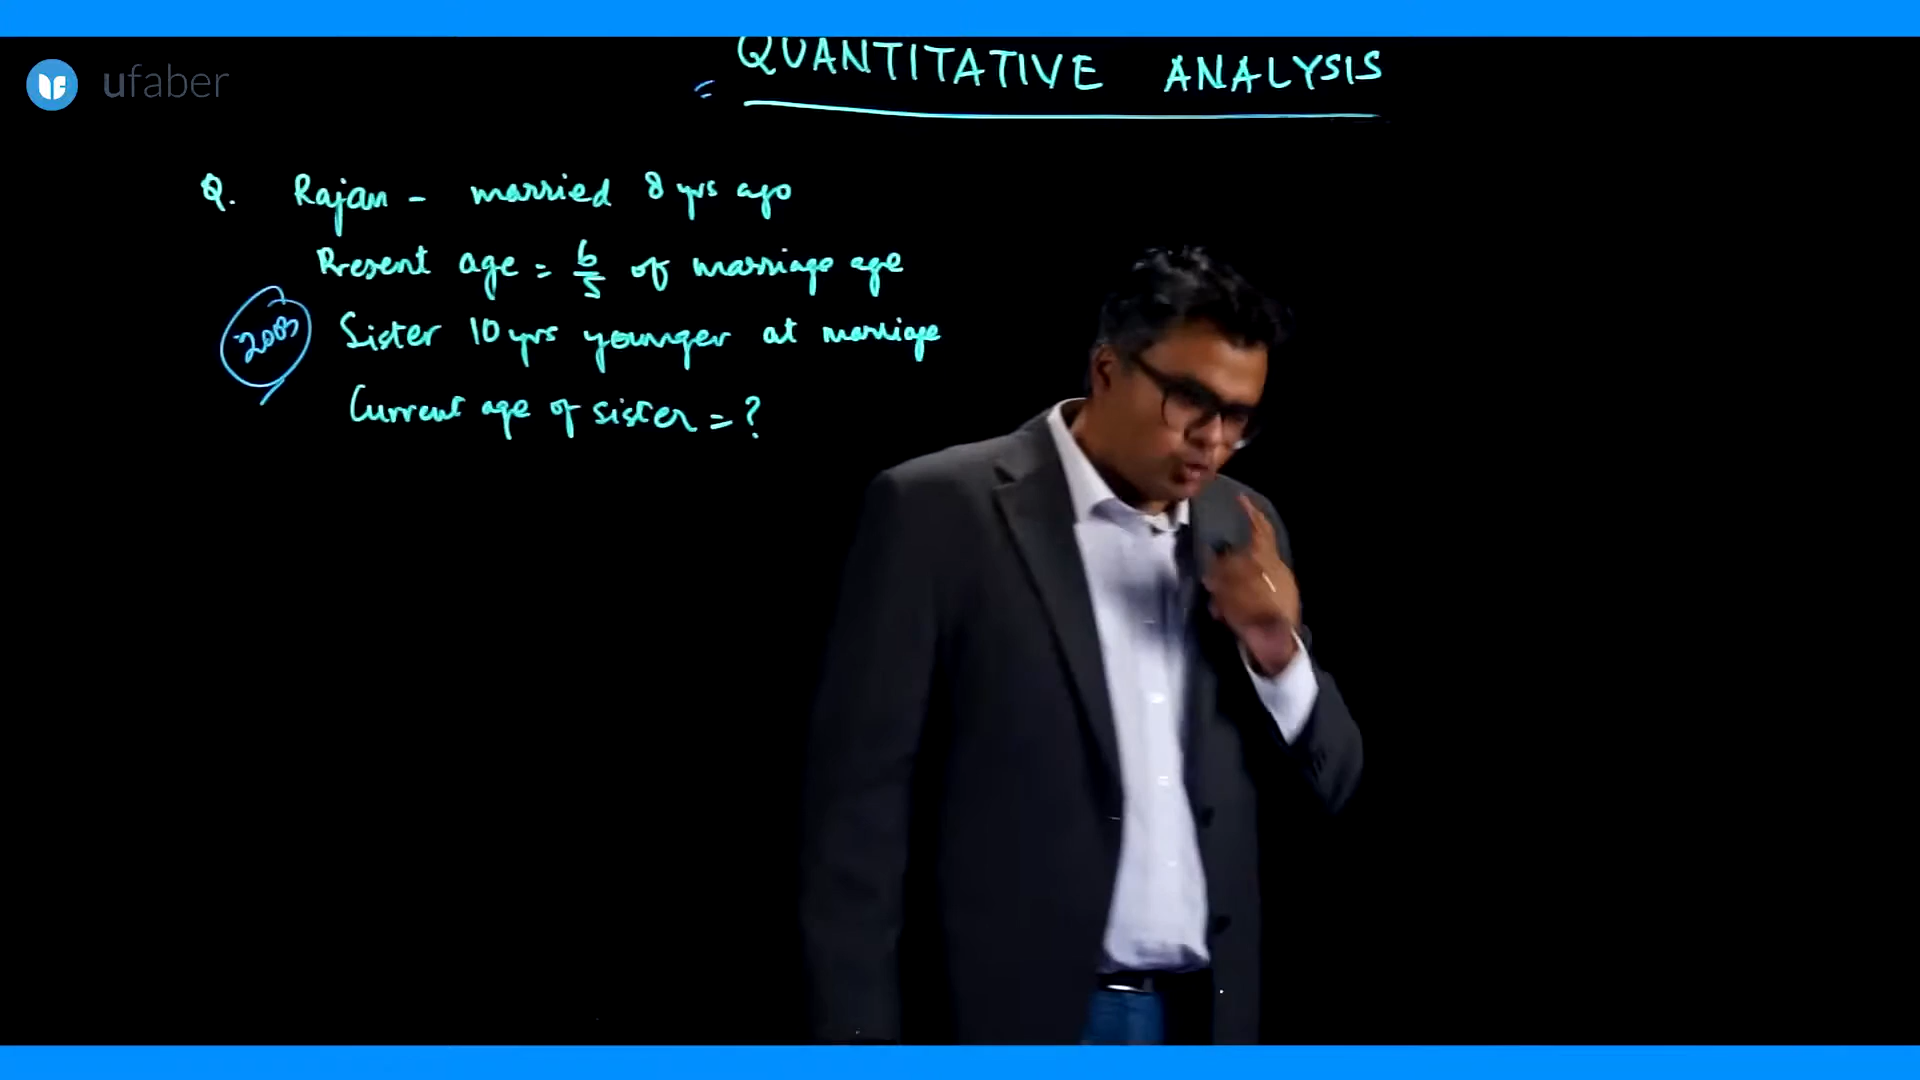 QUANTITATIVE ANALYSIS
=
ufaber
Q. Rajan - married 8 yrs ago
Present age = 6/5 of marriage age
2003
Sister 10 yrs younger at marriage
Current age of sister = ?